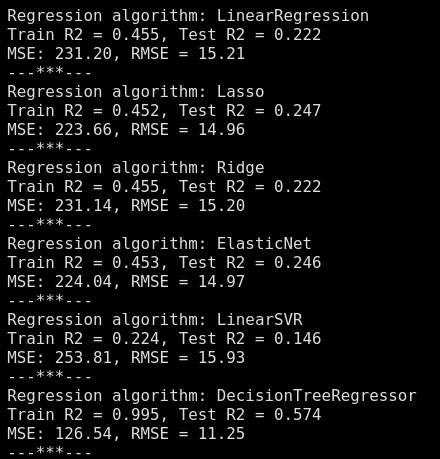 Regression algorithm: LinearRegression
Train R2 = 0.455, Test R2 = 0.222
MSE: 231.20, RMSE = 15.21
---***---
Regression algorithm: Lasso
Train R2 = 0.452, Test R2 = 0.247
MSE: 223.66, RMSE = 14.96
---***---
Regression algorithm: Ridge
Train R2 = 0.455, Test R2 = 0.222
MSE: 231.14, RMSE = 15.20
---***---
Regression algorithm: ElasticNet
Train R2 = 0.453, Test R2 = 0.246
MSE: 224.04, RMSE = 14.97
---***---
Regression algorithm: LinearSVR
Train R2 = 0.224, Test R2 = 0.146
MSE: 253.81, RMSE = 15.93
---***---
Regression algorithm: DecisionTreeRegressor
Train R2 = 0.995, Test R2 = 0.574
MSE: 126.54, RMSE = 11.25
---***---